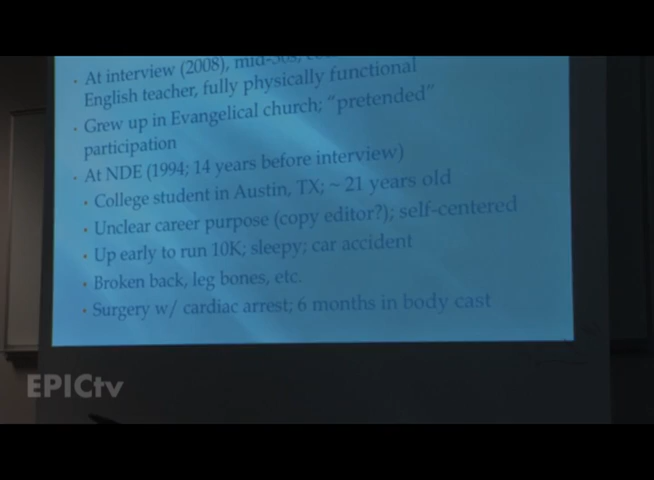 • At interview (2008), mid-30s,
English teacher, fully physically functional
• Grew up in Evangelical church; "pretended"
participation
• At NDE (1994; 14 years before interview)
• College student in Austin, TX; ~ 21 years old
• Unclear career purpose (copy editor?); self-centered
• Up early to run 10K; sleepy; car accident
• Broken back, leg bones, etc.
• Surgery w/ cardiac arrest; 6 months in body cast
EPICtv